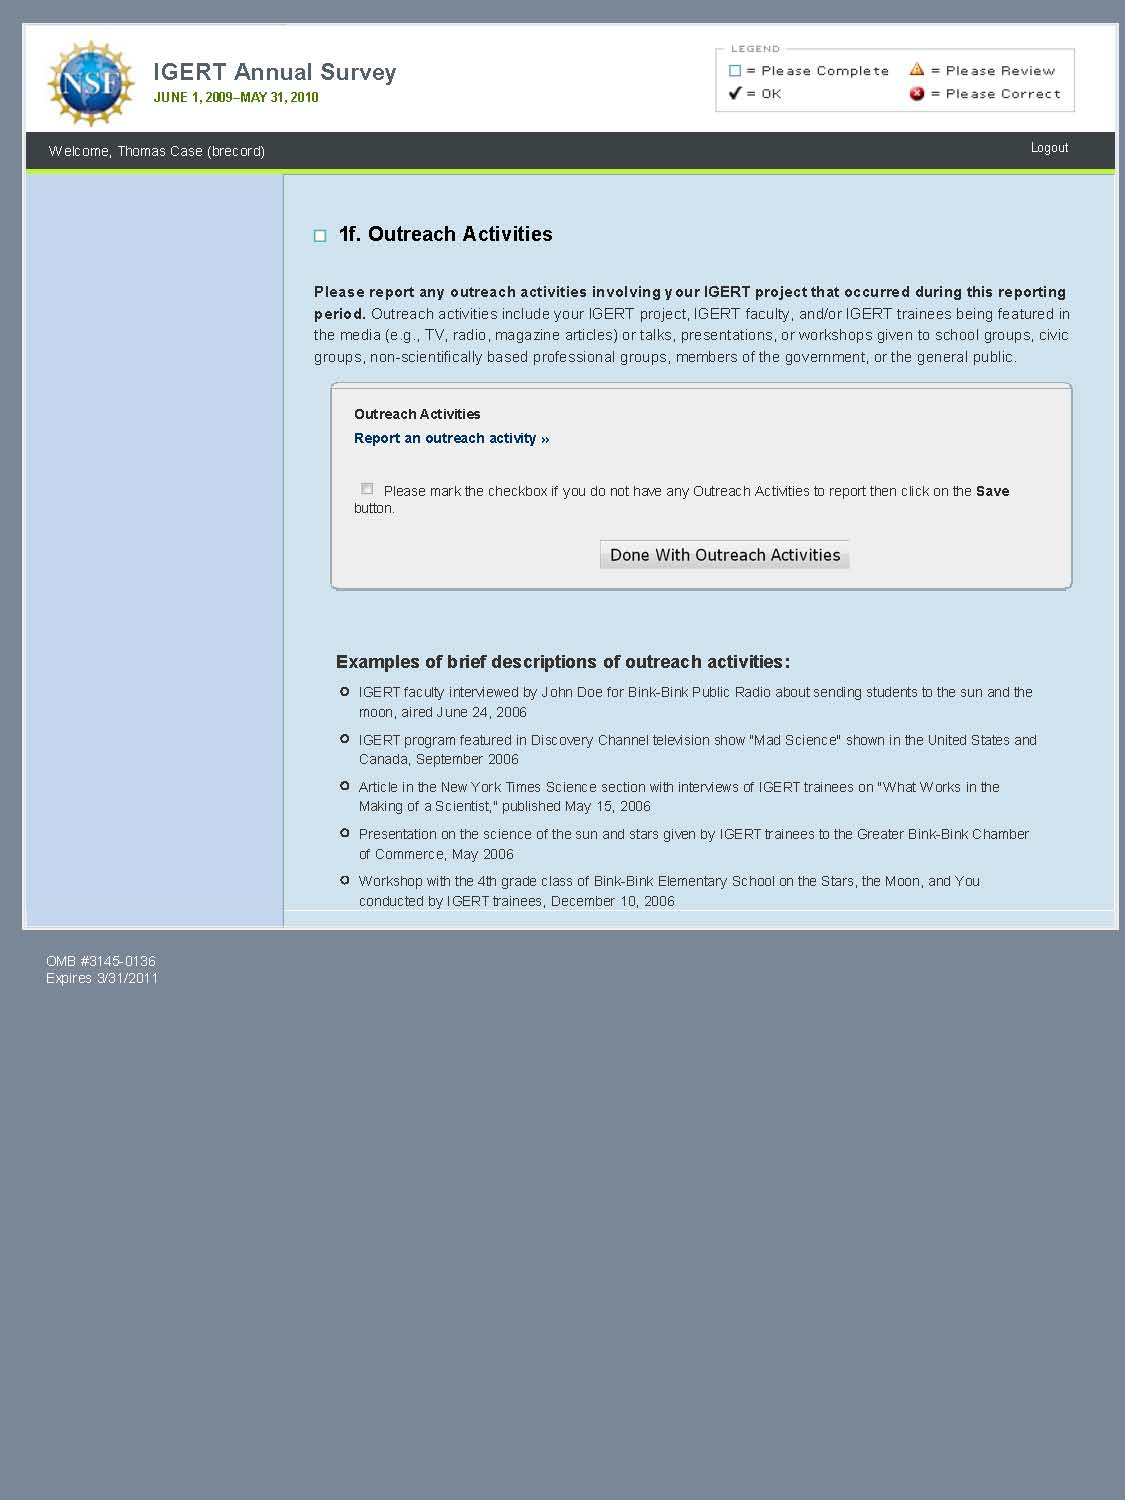 NSF
IGERT Annual Survey
JUNE 1, 2009–MAY 31, 2010
LEGEND
= Please Complete
= Please Review
= OK
= Please Correct
Welcome, Thomas Case (brecord)
Logout
1f. Outreach Activities
Please report any outreach activities involving your IGERT project that occurred during this reporting
period. Outreach activities include your IGERT project, IGERT faculty, and/or IGERT trainees being featured in
the media (e.g., TV, radio, magazine articles) or talks, presentations, or workshops given to school groups, civic
groups, non-scientifically based professional groups, members of the government, or the general public.
Outreach Activities
Report an outreach activity »
Please mark the checkbox if you do not have any Outreach Activities to report then click on the Save
button.
Done With Outreach Activities
Examples of brief descriptions of outreach activities:
IGERT faculty interviewed by John Doe for Bink-Bink Public Radio about sending students to the sun and the
moon, aired June 24, 2006
IGERT program featured in Discovery Channel television show "Mad Science" shown in the United States and
Canada, September 2006
Article in the New York Times Science section with interviews of IGERT trainees on "What Works in the
Making of a Scientist," published May 15, 2006
Presentation on the science of the sun and stars given by IGERT trainees to the Greater Bink-Bink Chamber
of Commerce, May 2006
Workshop with the 4th grade class of Bink-Bink Elementary School on the Stars, the Moon, and You
conducted by IGERT trainees, December 10, 2006
OMB #3145-0136
Expires 3/31/2011